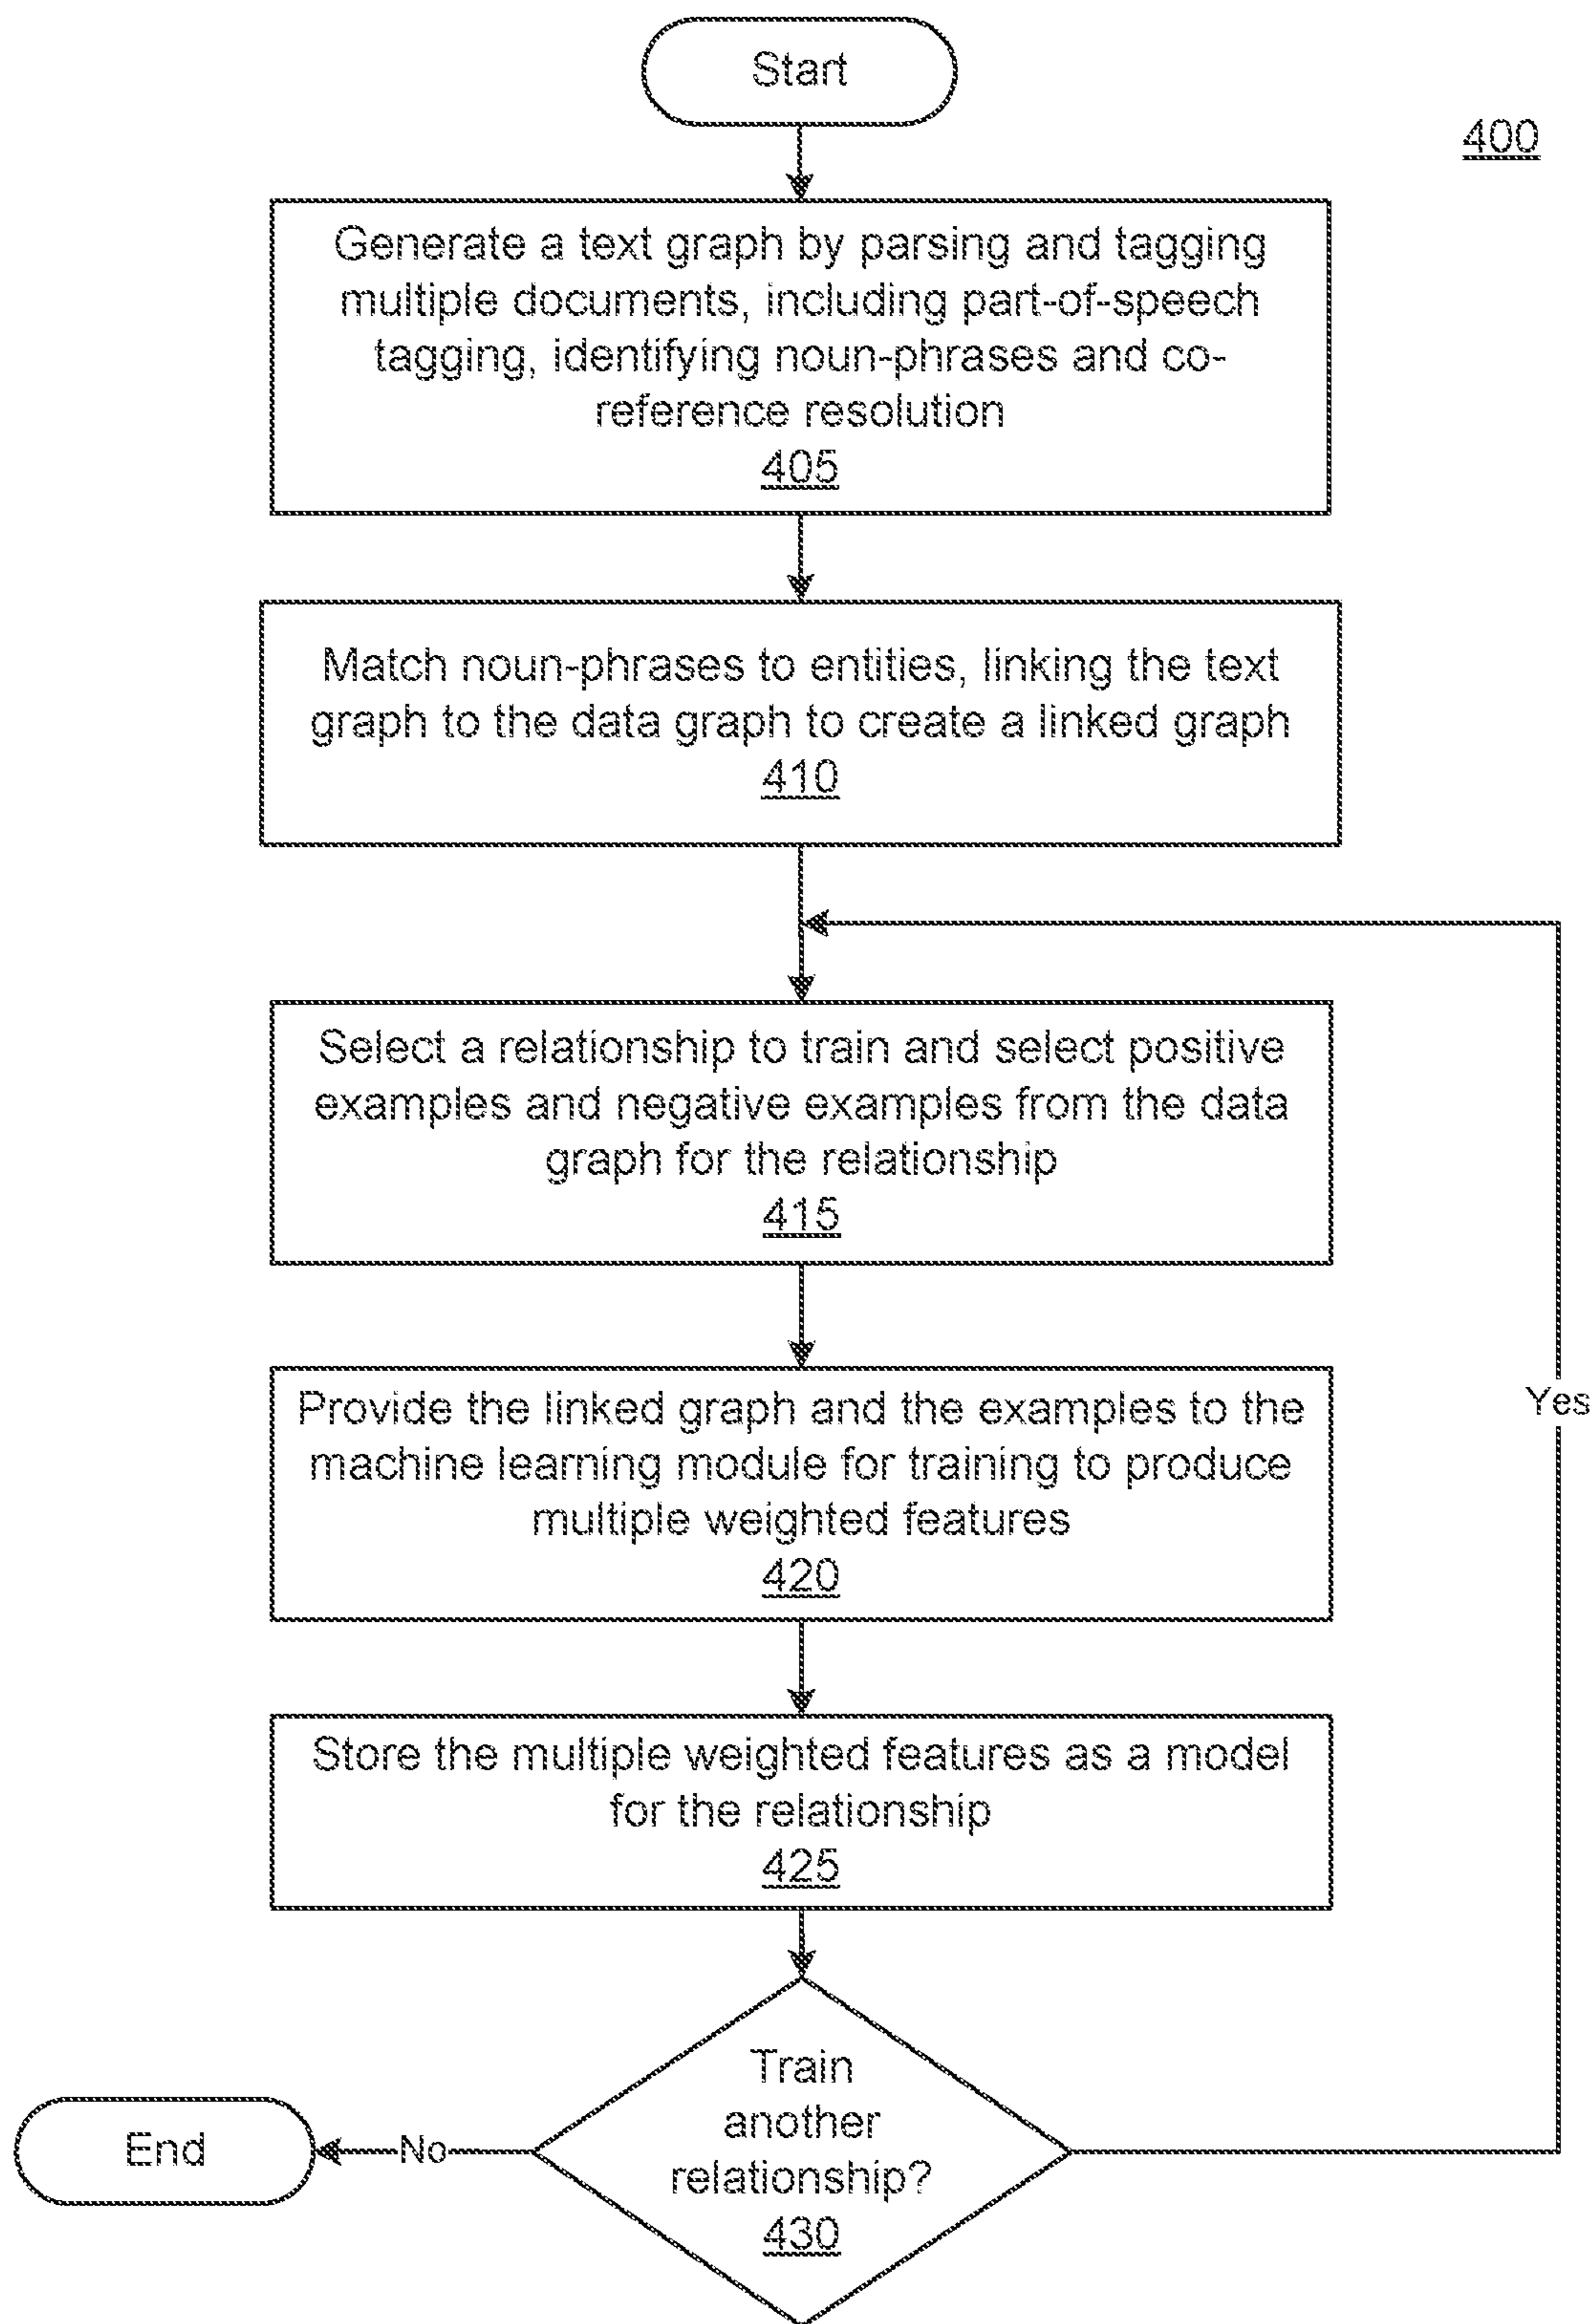 Start
400
Generate a text graph by parsing and tagging
multiple documents, including part-of-speech
tagging, identifying noun-phrases and co-
reference resolution
405
Match noun-phrases to entities, linking the text
graph to the data graph to create a linked graph
410
Select a relationship to train and select positive
examples and negative examples from the data
graph for the relationship
415
Provide the linked graph and the examples to the
machine learning module for training to produce
multiple weighted features
420
Yes
Store the multiple weighted features as a model
for the relationship
425
Train
another
relationship?
430
No
End